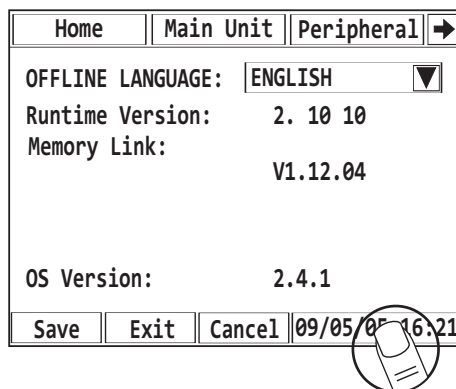 Home Main Unit Peripheral
OFFLINE LANGUAGE: ENGLISH
Runtime Version: 2. 10 10
Memory Link:
V1.12.04
OS Version: 2.4.1
Save Exit Cancel 09/05/05 16:21